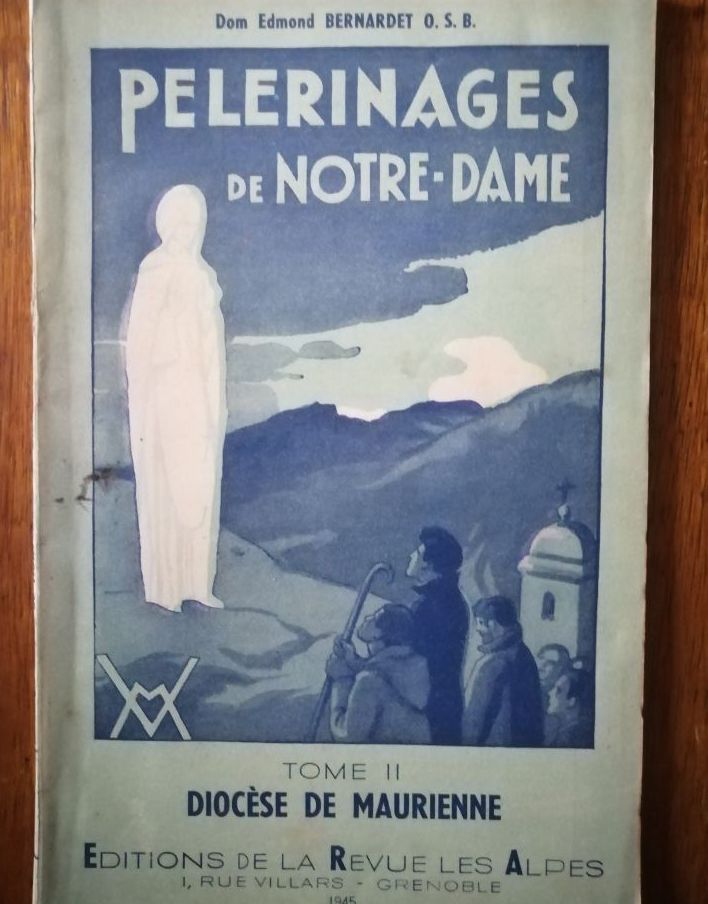 Dom Edmond BERNARDET O. S. B.
PELERINAGES
DE NOTRE-DAME
TOME II
DIOCÈSE DE MAURIENNE
EDITIONS DE LA REVUE LES ALPES
1, RUE VILLARS - GRENOBLE
1945